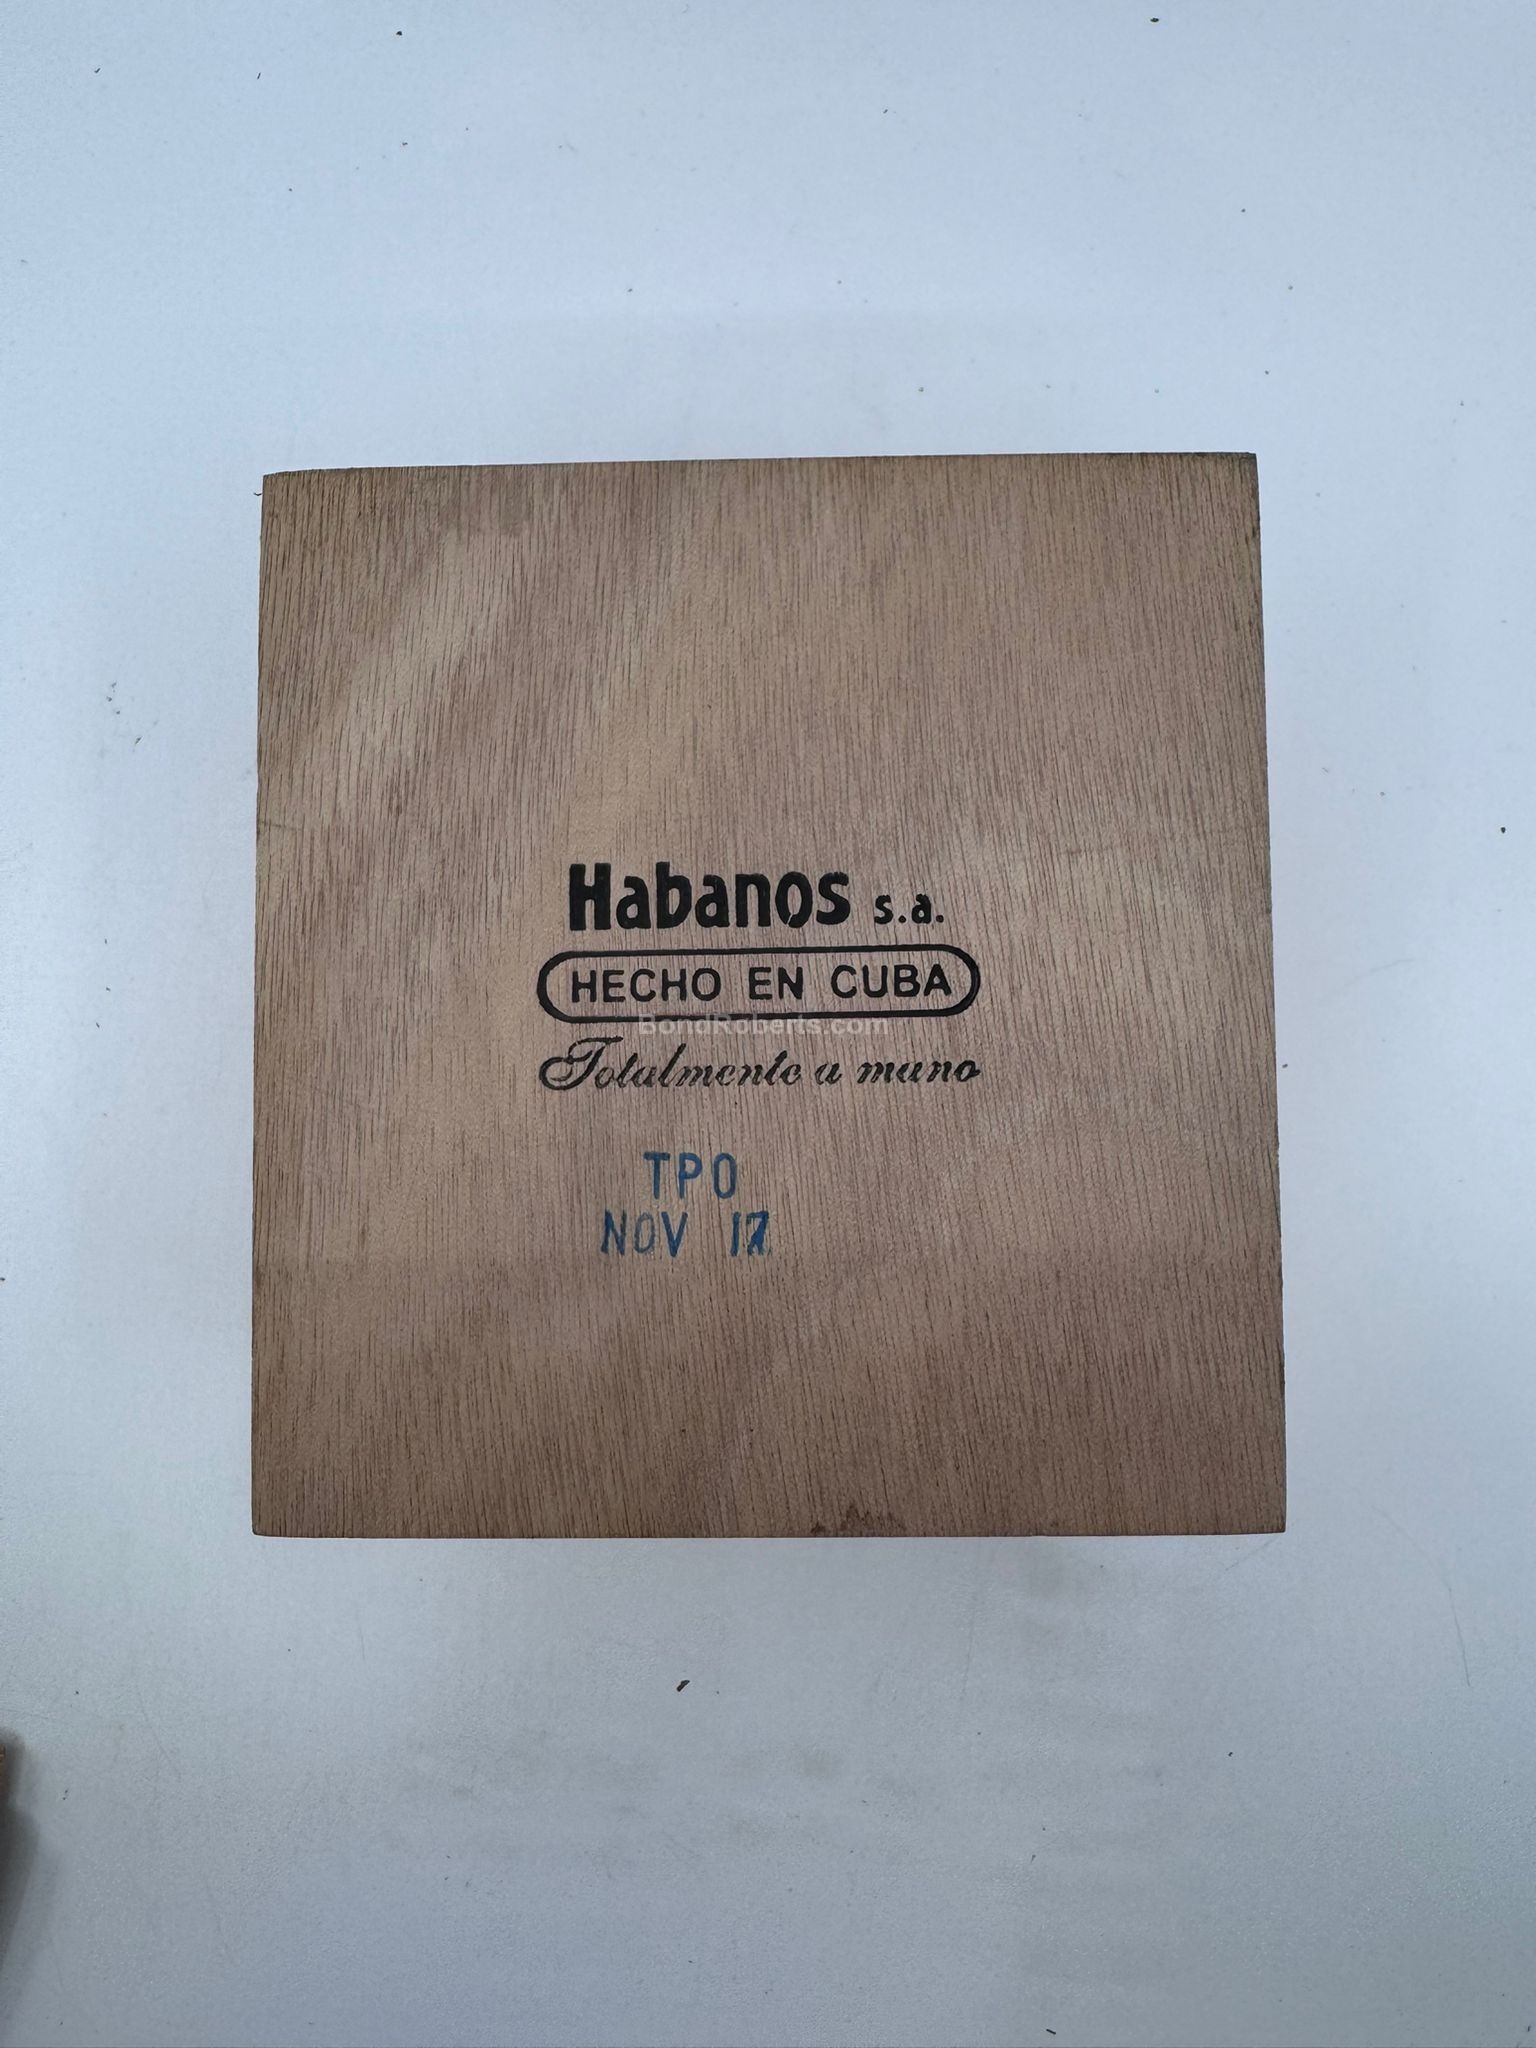 Habanos s.a.
HECHO EN CUBA
BondRoberts.com
Totalmente a mano
TPO
NOV 17